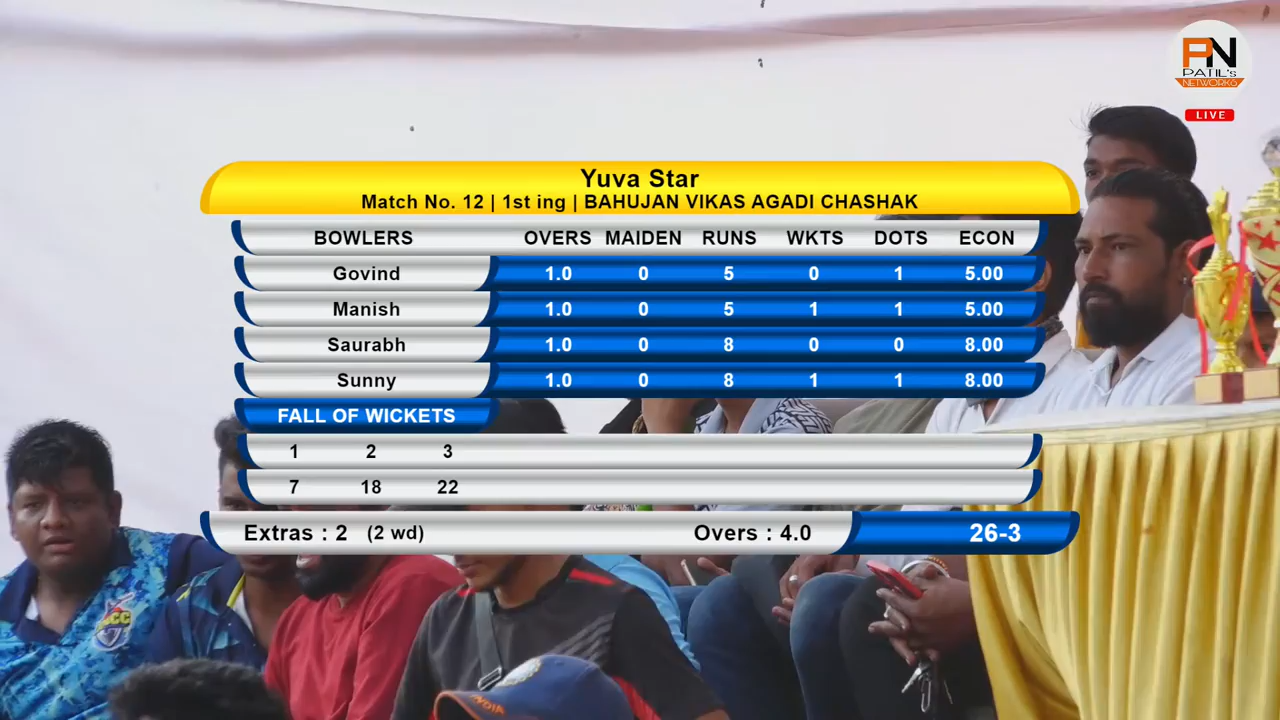 PN
PATIL's
NETWORKS
LIVE
Yuva Star
Match No. 12 | 1st ing | BAHUJAN VIKAS AGADI CHASHAK
BOWLERS OVERS MAIDEN RUNS WKTS DOTS ECON
Govind 1.0 0 5 0 1 5.00
Manish 1.0 0 5 1 1 5.00
Saurabh 1.0 0 8 0 0 8.00
Sunny 1.0 0 8 1 1 8.00
FALL OF WICKETS
1 2 3
7 18 22
Extras : 2 (2 wd) Overs : 4.0 26-3
ACC
INDIA